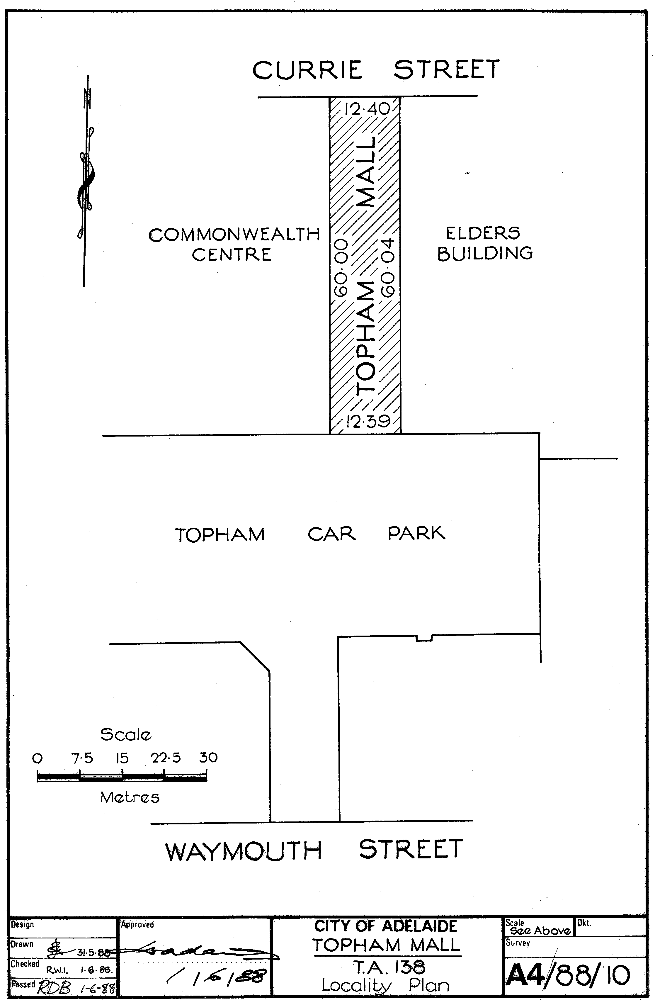 CURRIE STREET
N
12·40
TOPHAM MALL
COMMONWEALTH
CENTRE
60·00
60·04
ELDERS
BUILDING
12·39
TOPHAM CAR PARK
Scale
0 7·5 15 22·5 30
Metres
WAYMOUTH STREET
Design
Drawn 31·5·88
Checked R.W.I. 1·6·88.
Passed RDB 1-6-88
Approved
1/6/88
CITY OF ADELAIDE
TOPHAM MALL
T.A. 138
Locality Plan
Scale
See Above
Dkt.
Survey
A4/88/10